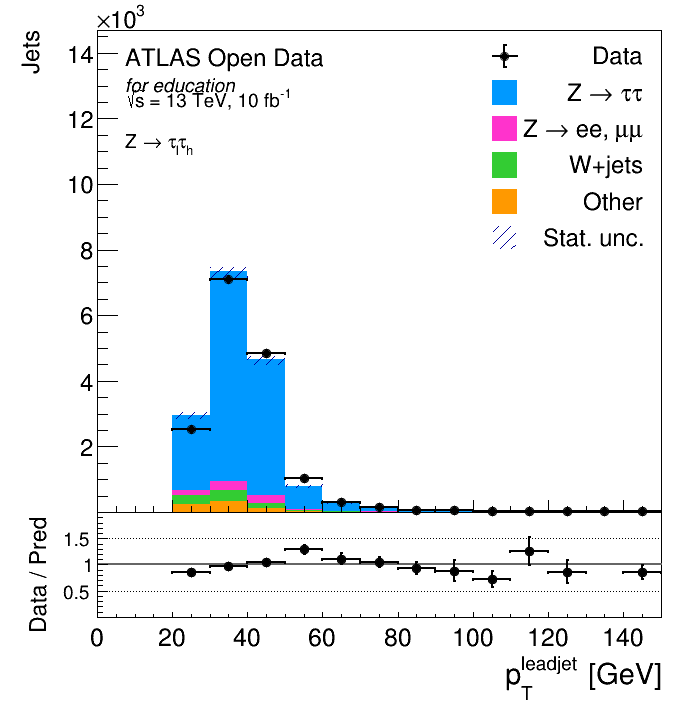 ×10³
Jets
14
12
10
8
6
4
2
ATLAS Open Data
for education
√s = 13 TeV, 10 fb⁻¹
Z → τₗτₕ
Data
Z → ττ
Z → ee, μμ
W+jets
Other
Stat. unc.
Data / Pred
1.5
1
0.5
0 20 40 60 80 100 120 140
p_T^leadjet [GeV]